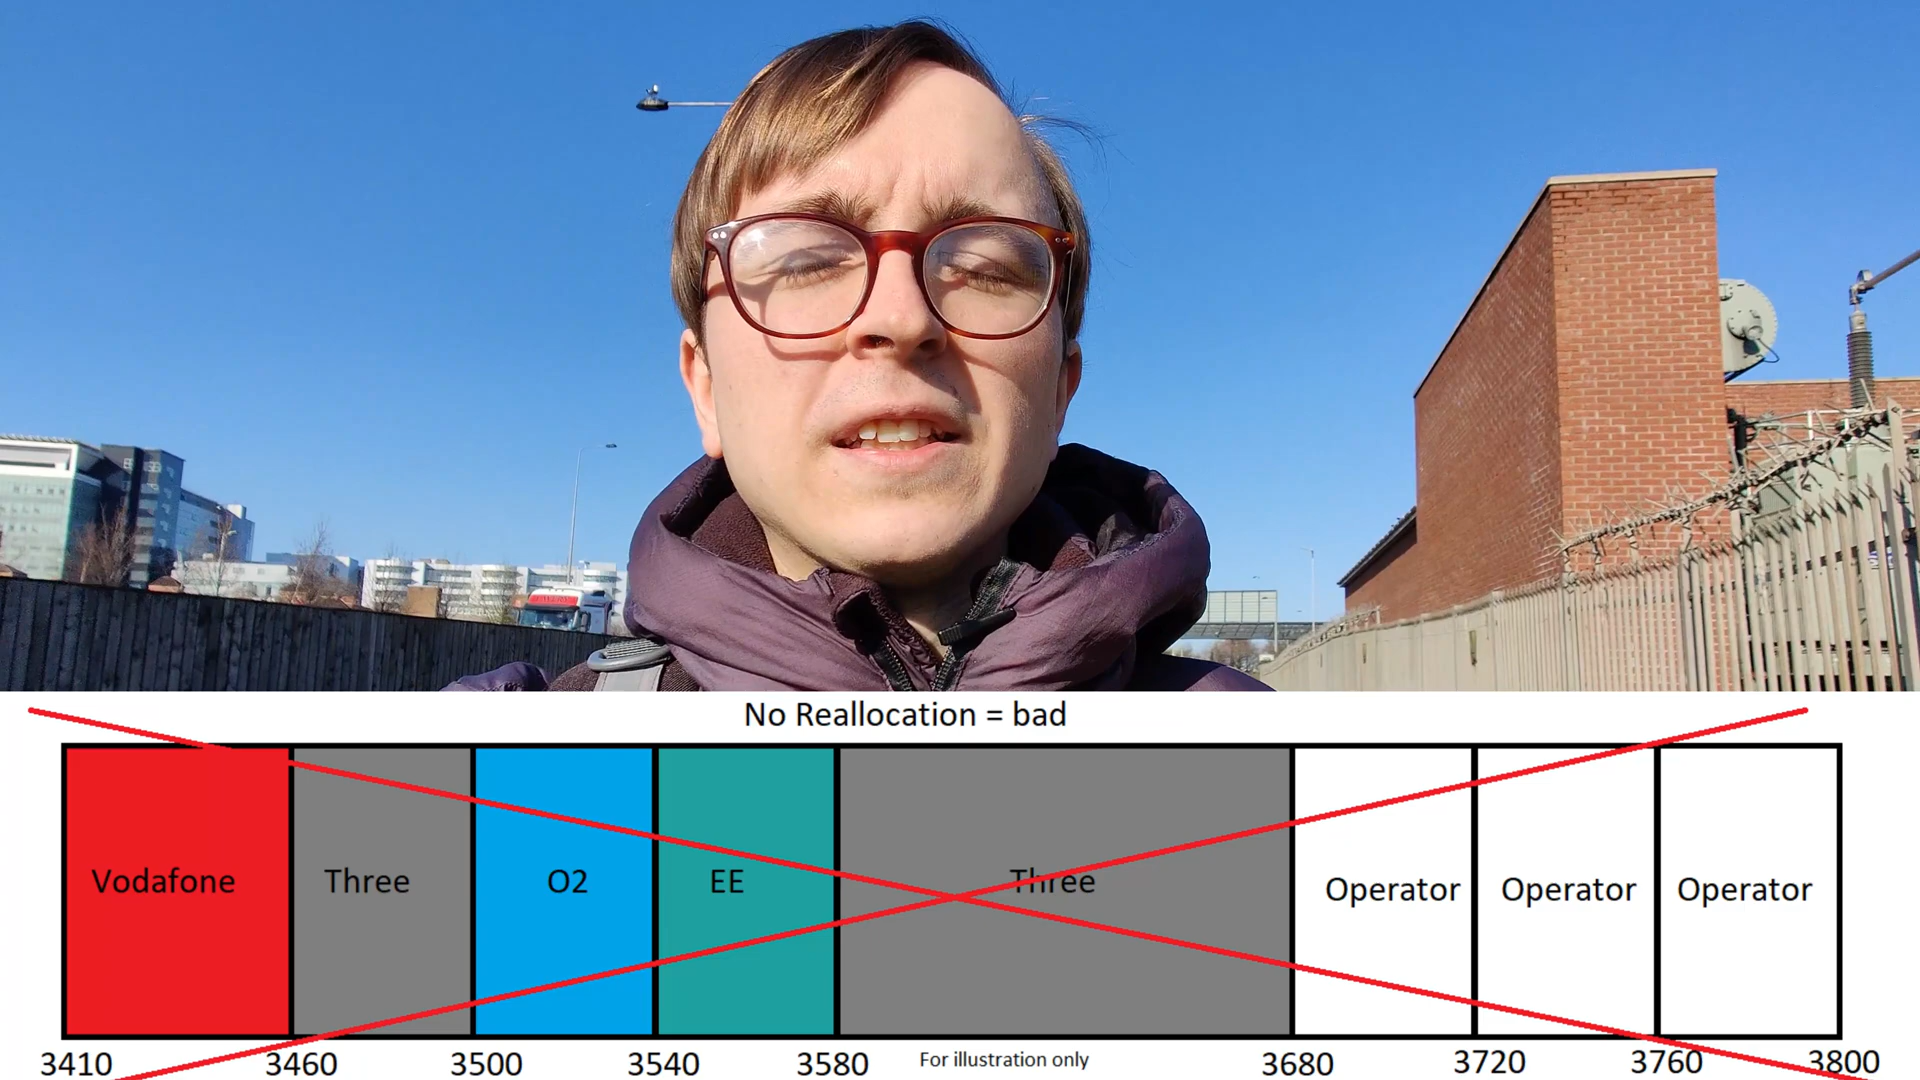 No Reallocation = bad
Vodafone
Three
O2
EE
Three
Operator
Operator
Operator
3410
3460
3500
3540
3580
For illustration only
3680
3720
3760
3800